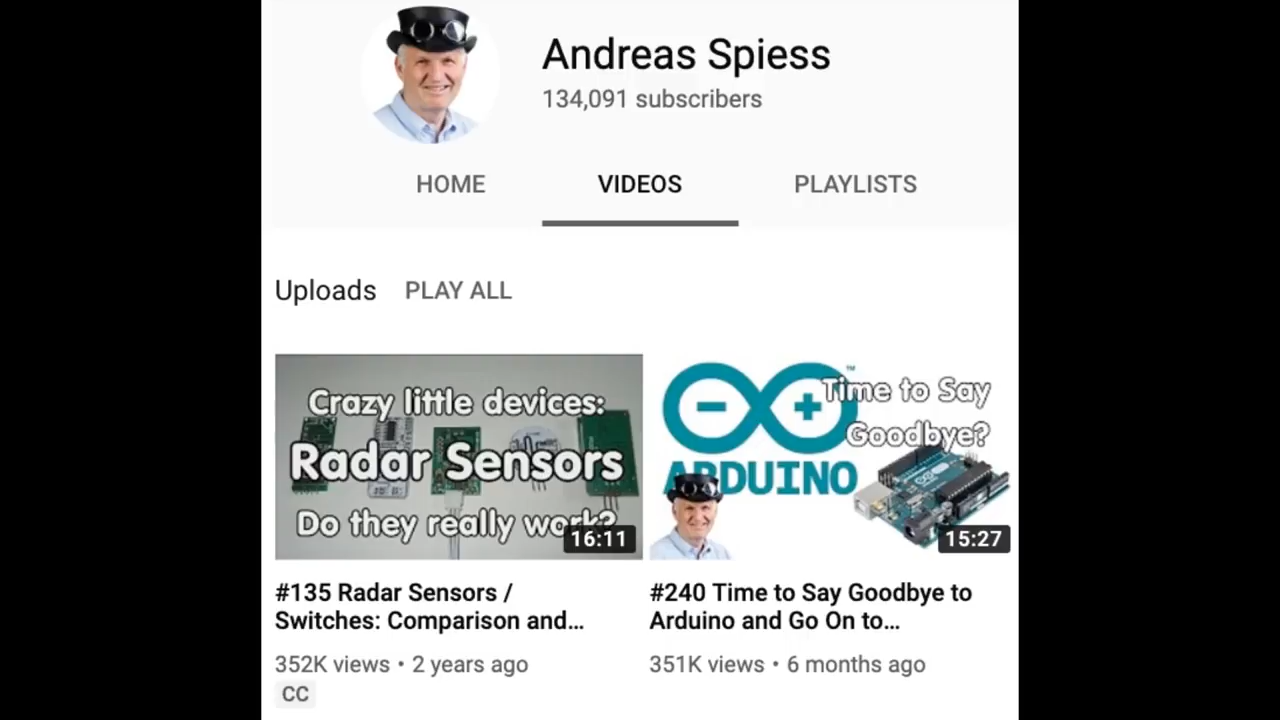 Andreas Spiess
134,091 subscribers
HOME VIDEOS PLAYLISTS
Uploads PLAY ALL
Crazy little devices:
Radar Sensors
Do they really work?
16:11
Time to Say
Goodbye?
ARDUINO
™
15:27
#135 Radar Sensors /
Switches: Comparison and...
352K views • 2 years ago
CC
#240 Time to Say Goodbye to
Arduino and Go On to...
351K views • 6 months ago